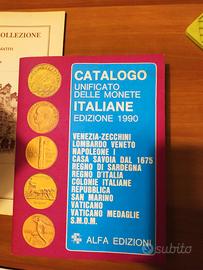 COLLEZIONE
CATALOGO
UNIFICATO
DELLE MONETE
ITALIANE
EDIZIONE 1990
VENEZIA-ZECCHINI
LOMBARDO VENETO
NAPOLEONE I
CASA SAVOIA DAL 1675
REGNO DI SARDEGNA
REGNO D'ITALIA
COLONIE ITALIANE
REPUBBLICA
SAN MARINO
VATICANO
VATICANO MEDAGLIE
S.M.O.M.
ALFA EDIZIONI
subito